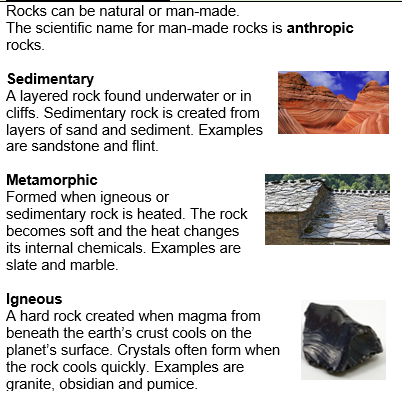 Rocks can be natural or man-made.
The scientific name for man-made rocks is anthropic
rocks.
Sedimentary
A layered rock found underwater or in
cliffs. Sedimentary rock is created from
layers of sand and sediment. Examples
are sandstone and flint.
Metamorphic
Formed when igneous or
sedimentary rock is heated. The rock
becomes soft and the heat changes
its internal chemicals. Examples are
slate and marble.
Igneous
A hard rock created when magma from
beneath the earth’s crust cools on the
planet’s surface. Crystals often form when
the rock cools quickly. Examples are
granite, obsidian and pumice.